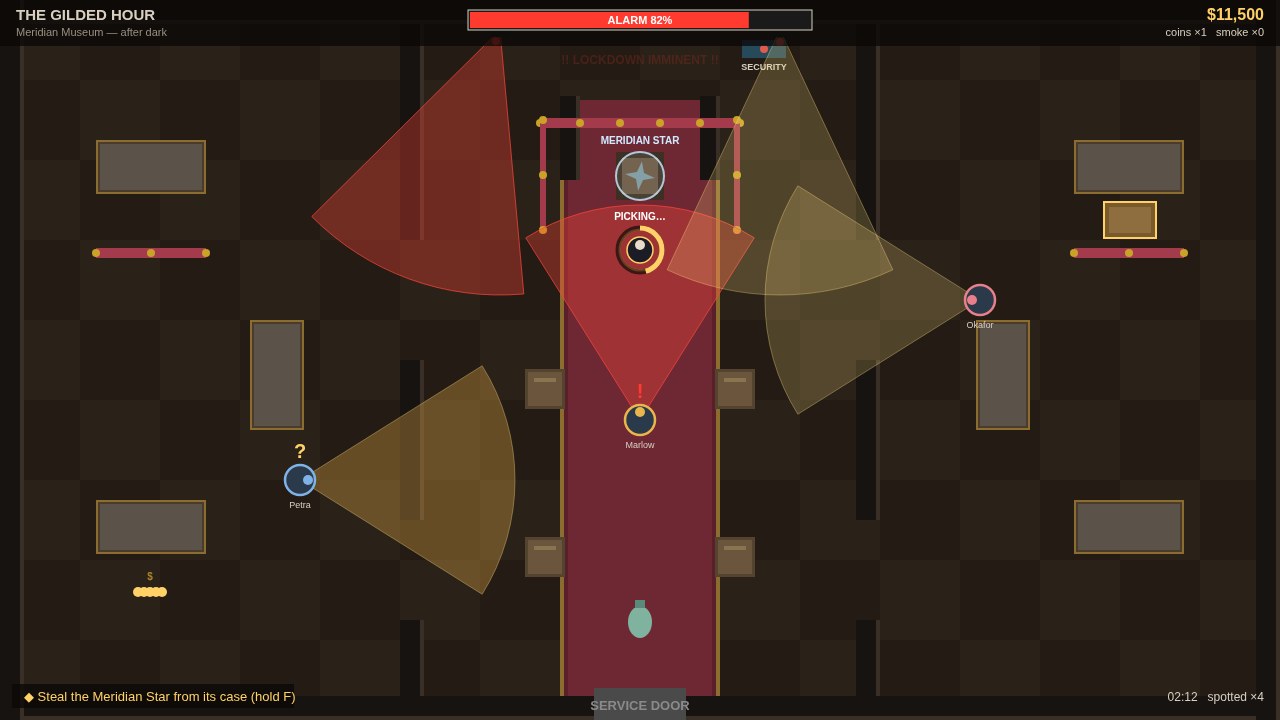 THE GILDED HOUR
Meridian Museum — after dark
ALARM 82%
$11,500
coins ×1 smoke ×0
!! LOCKDOWN IMMINENT !!
SECURITY
MERIDIAN STAR
PICKING…
Okafor
!
Marlow
?
Petra
$
◆ Steal the Meridian Star from its case (hold F)
SERVICE DOOR
02:12 spotted ×4